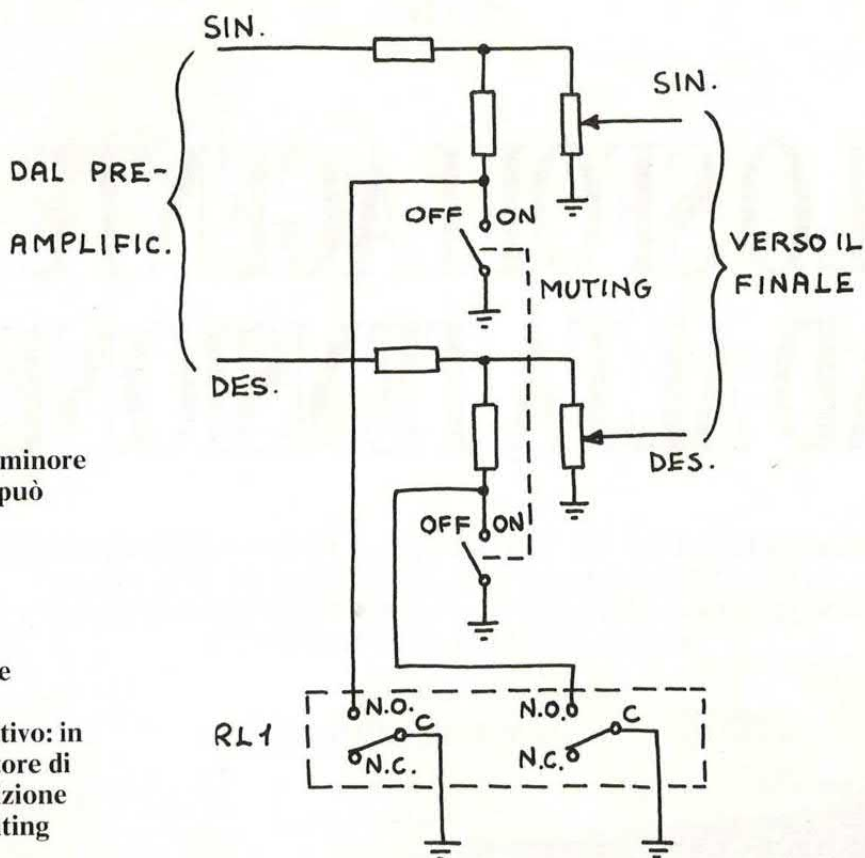 SIN.
SIN.
DAL PRE-
AMPLIFIC.
OFF ON
MUTING
VERSO IL
FINALE
DES.
DES.
OFF ON
minore
può
e
tivo: in
tore di
zione
ting
RL1
N.O.
C
N.C.
N.O.
C
N.C.